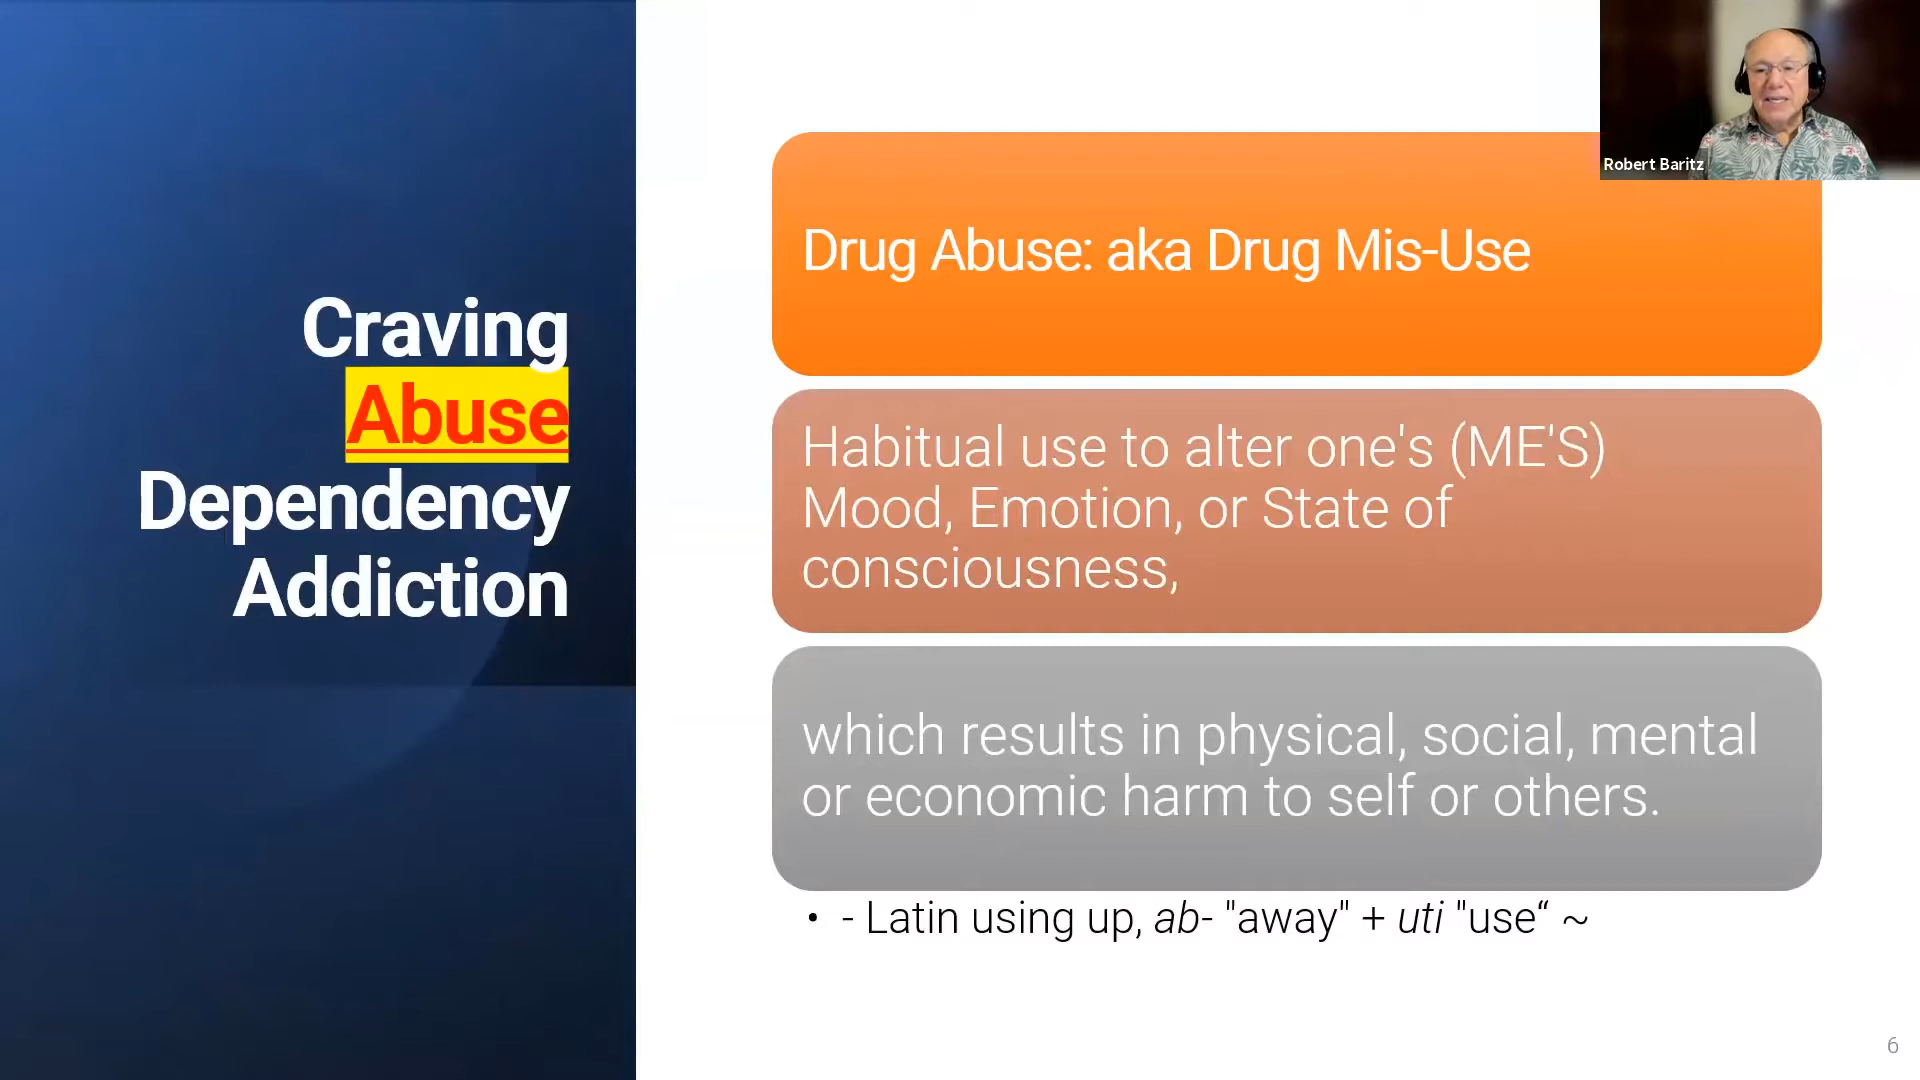 Craving
Abuse
Dependency
Addiction
Drug Abuse: aka Drug Mis-Use
Habitual use to alter one's (ME'S)
Mood, Emotion, or State of
consciousness,
which results in physical, social, mental
or economic harm to self or others.
• - Latin using up, ab- "away" + uti "use“ ~
Robert Baritz
6